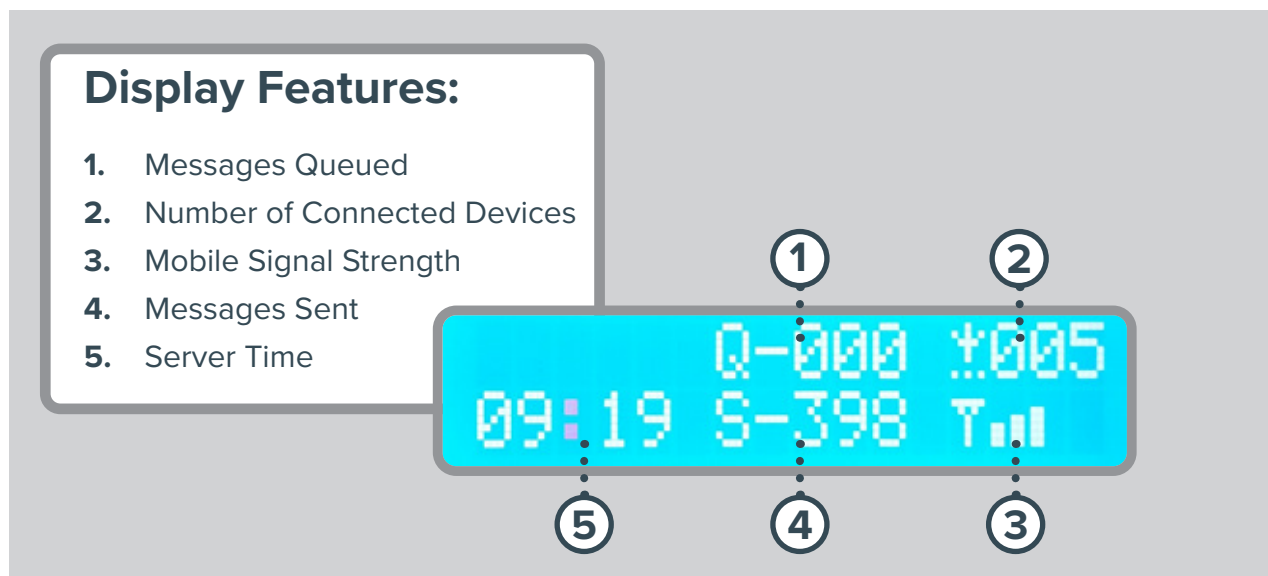 Display Features:
1. Messages Queued
2. Number of Connected Devices
3. Mobile Signal Strength
4. Messages Sent
5. Server Time
1 2
Q-000 005
09:19 S-398
5 4 3